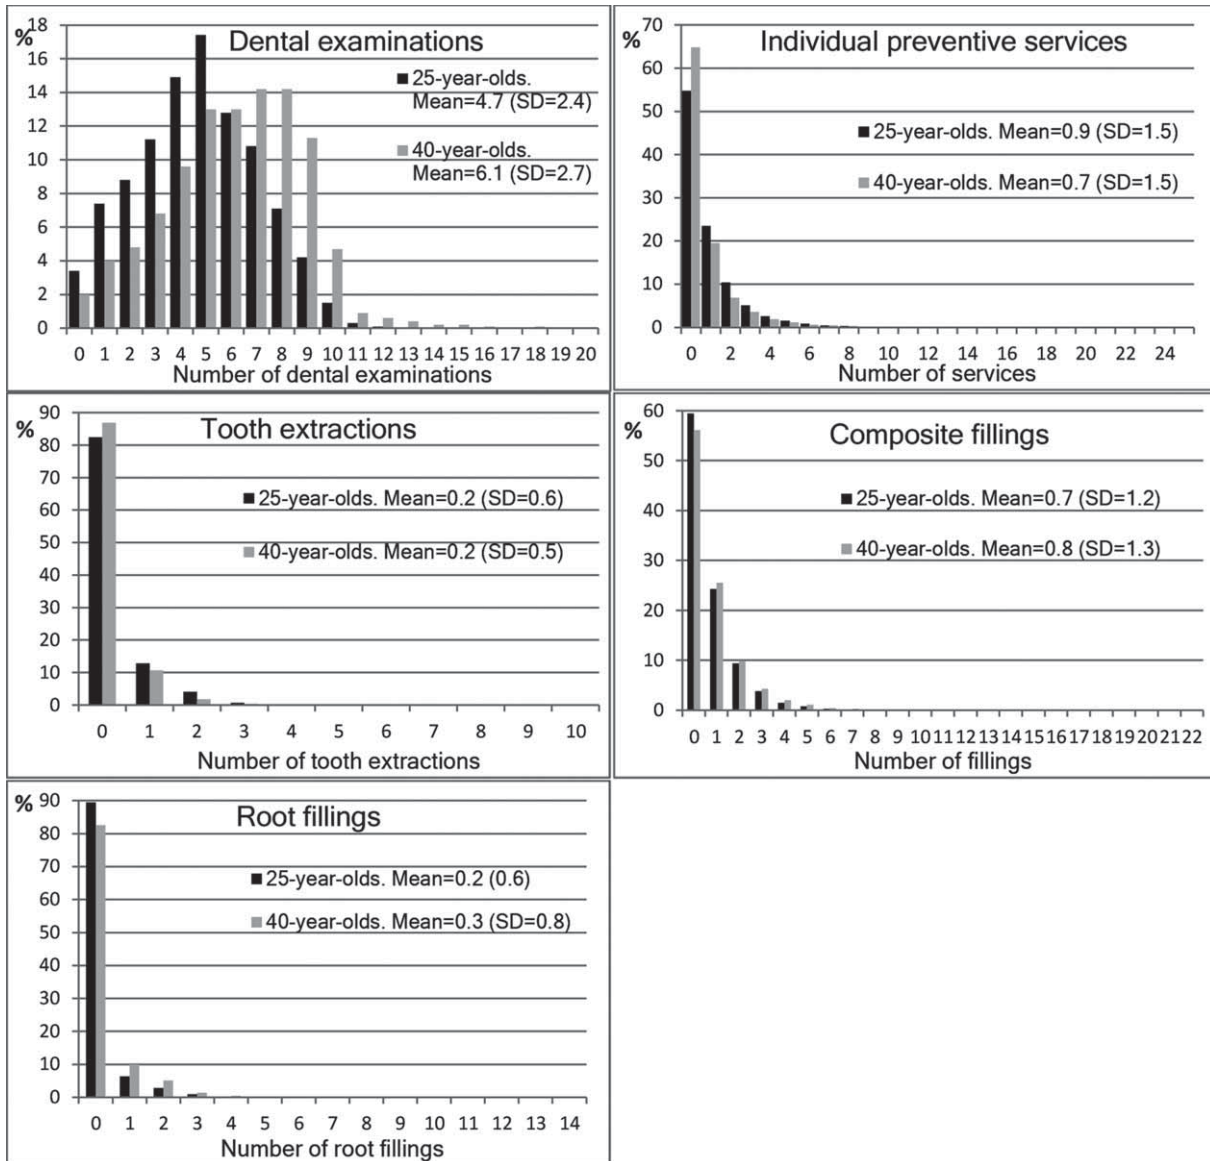 %
18
16
14
12
10
8
6
4
2
0
Dental examinations
25-year-olds.
Mean=4.7 (SD=2.4)
40-year-olds.
Mean=6.1 (SD=2.7)
0 1 2 3 4 5 6 7 8 9 10 11 12 13 14 15 16 17 18 19 20
Number of dental examinations
%
70
60
50
40
30
20
10
0
Individual preventive services
25-year-olds. Mean=0.9 (SD=1.5)
40-year-olds. Mean=0.7 (SD=1.5)
0 2 4 6 8 10 12 14 16 18 20 22 24
Number of services
%
90
80
70
60
50
40
30
20
10
0
Tooth extractions
25-year-olds. Mean=0.2 (SD=0.6)
40-year-olds. Mean=0.2 (SD=0.5)
0 1 2 3 4 5 6 7 8 9 10
Number of tooth extractions
%
60
50
40
30
20
10
0
Composite fillings
25-year-olds. Mean=0.7 (SD=1.2)
40-year-olds. Mean=0.8 (SD=1.3)
0 1 2 3 4 5 6 7 8 9 10 11 12 13 14 15 16 17 18 19 20 21 22
Number of fillings
%
90
80
70
60
50
40
30
20
10
0
Root fillings
25-year-olds. Mean=0.2 (0.6)
40-year-olds. Mean=0.3 (SD=0.8)
0 1 2 3 4 5 6 7 8 9 10 11 12 13 14
Number of root fillings